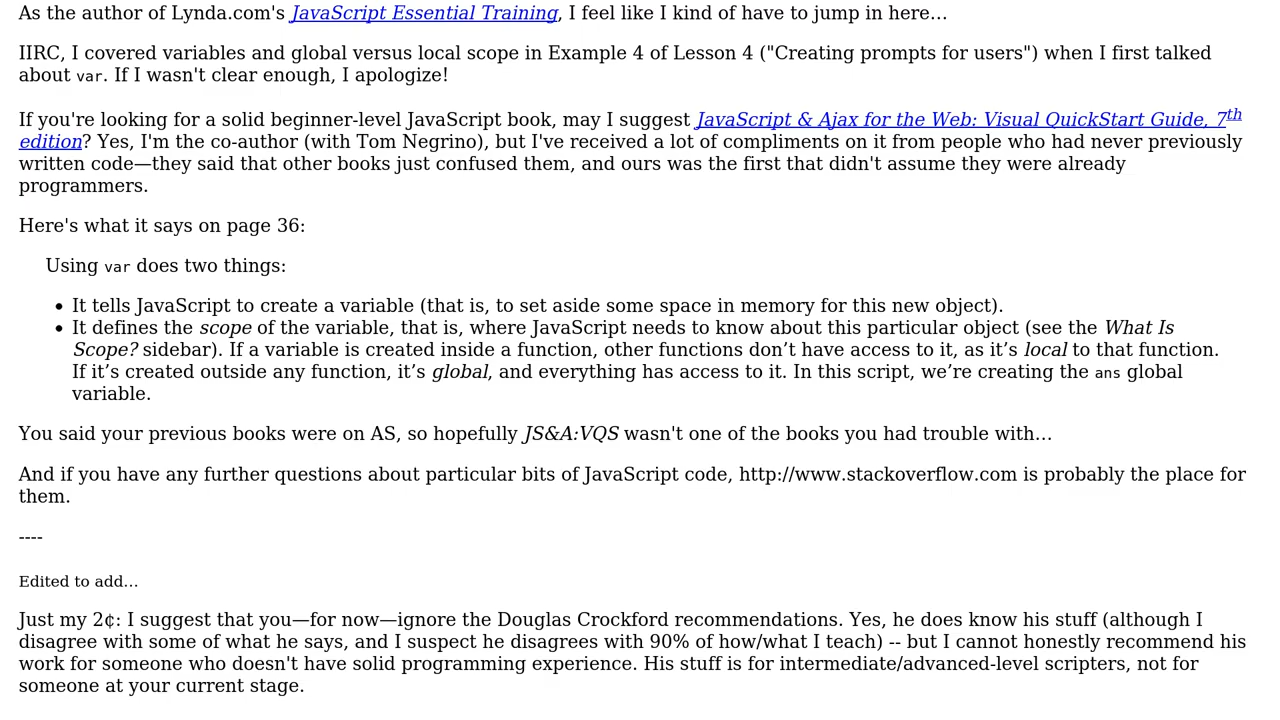 As the author of Lynda.com's JavaScript Essential Training, I feel like I kind of have to jump in here…
IIRC, I covered variables and global versus local scope in Example 4 of Lesson 4 ("Creating prompts for users") when I first talked
about var. If I wasn't clear enough, I apologize!
If you're looking for a solid beginner-level JavaScript book, may I suggest JavaScript & Ajax for the Web: Visual QuickStart Guide, 7th
edition? Yes, I'm the co-author (with Tom Negrino), but I've received a lot of compliments on it from people who had never previously
written code—they said that other books just confused them, and ours was the first that didn't assume they were already
programmers.
Here's what it says on page 36:
Using var does two things:
• It tells JavaScript to create a variable (that is, to set aside some space in memory for this new object).
• It defines the scope of the variable, that is, where JavaScript needs to know about this particular object (see the What Is
Scope? sidebar). If a variable is created inside a function, other functions don’t have access to it, as it’s local to that function.
If it’s created outside any function, it’s global, and everything has access to it. In this script, we’re creating the ans global
variable.
You said your previous books were on AS, so hopefully JS&A:VQS wasn't one of the books you had trouble with…
And if you have any further questions about particular bits of JavaScript code, http://www.stackoverflow.com is probably the place for
them.
----
Edited to add…
Just my 2¢: I suggest that you—for now—ignore the Douglas Crockford recommendations. Yes, he does know his stuff (although I
disagree with some of what he says, and I suspect he disagrees with 90% of how/what I teach) -- but I cannot honestly recommend his
work for someone who doesn't have solid programming experience. His stuff is for intermediate/advanced-level scripters, not for
someone at your current stage.